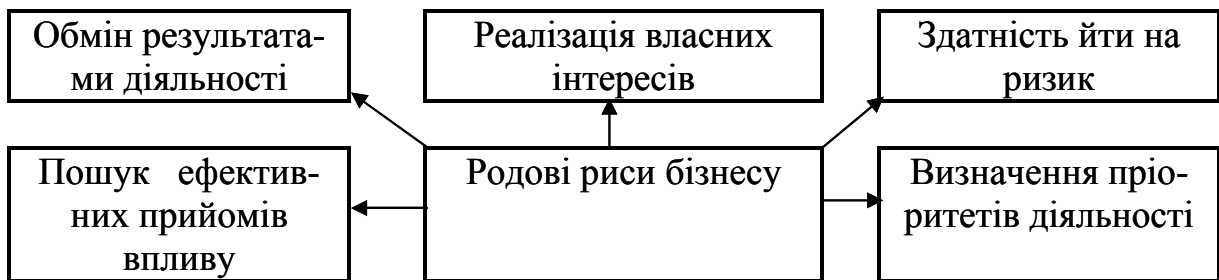 Обмін результата-
ми діяльності
Реалізація власних
інтересів
Здатність йти на
ризик
Пошук ефектив-
них прийомів
впливу
Родові риси бізнесу
Визначення пріо-
ритетів діяльності